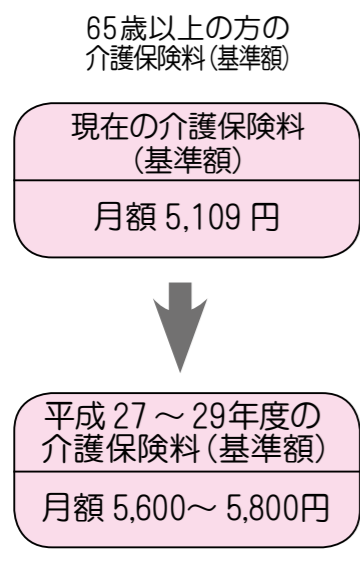 65歳以上の方の
介護保険料(基準額)
現在の介護保険料
(基準額)
月額 5,109 円
平成 27 ～ 29年度の
介護保険料(基準額)
月額 5,600～ 5,800円